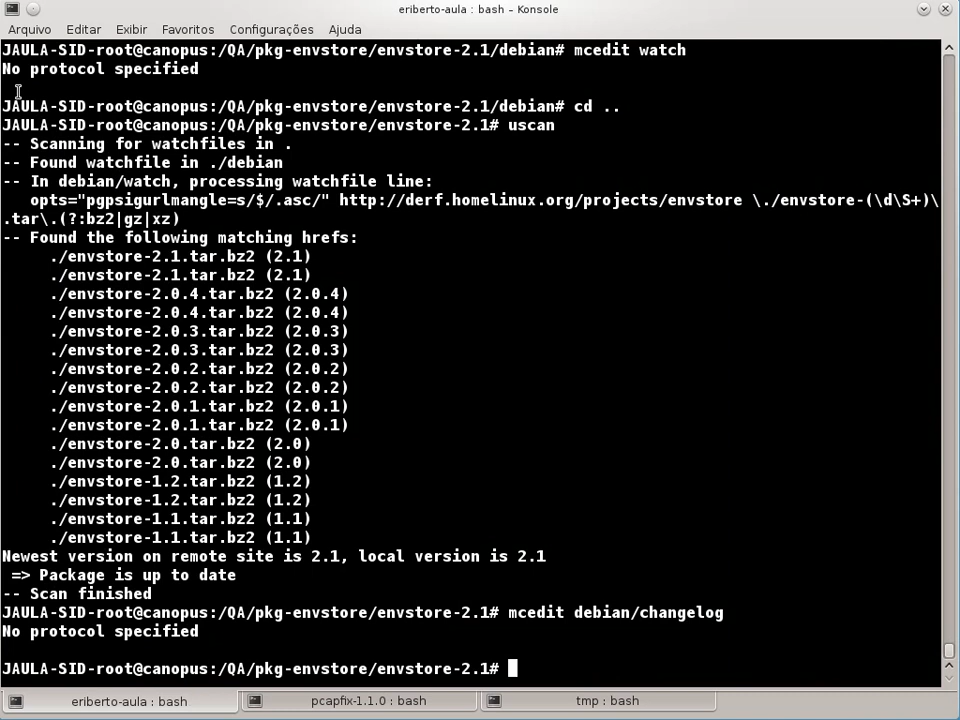 eriberto-aula : bash – Konsole
Arquivo Editar Exibir Favoritos Configurações Ajuda
JAULA-SID-root@canopus:/QA/pkg-envstore/envstore-2.1/debian# mcedit watch
No protocol specified
JAULA-SID-root@canopus:/QA/pkg-envstore/envstore-2.1/debian# cd ..
JAULA-SID-root@canopus:/QA/pkg-envstore/envstore-2.1# uscan
-- Scanning for watchfiles in .
-- Found watchfile in ./debian
-- In debian/watch, processing watchfile line:
opts="pgpsigurlmangle=s/$/.asc/" http://derf.homelinux.org/projects/envstore \./envstore-(\d\S+)\
.tar\.(?:bz2|gz|xz)
-- Found the following matching hrefs:
./envstore-2.1.tar.bz2 (2.1)
./envstore-2.1.tar.bz2 (2.1)
./envstore-2.0.4.tar.bz2 (2.0.4)
./envstore-2.0.4.tar.bz2 (2.0.4)
./envstore-2.0.3.tar.bz2 (2.0.3)
./envstore-2.0.3.tar.bz2 (2.0.3)
./envstore-2.0.2.tar.bz2 (2.0.2)
./envstore-2.0.2.tar.bz2 (2.0.2)
./envstore-2.0.1.tar.bz2 (2.0.1)
./envstore-2.0.1.tar.bz2 (2.0.1)
./envstore-2.0.tar.bz2 (2.0)
./envstore-2.0.tar.bz2 (2.0)
./envstore-1.2.tar.bz2 (1.2)
./envstore-1.2.tar.bz2 (1.2)
./envstore-1.1.tar.bz2 (1.1)
./envstore-1.1.tar.bz2 (1.1)
Newest version on remote site is 2.1, local version is 2.1
=> Package is up to date
-- Scan finished
JAULA-SID-root@canopus:/QA/pkg-envstore/envstore-2.1# mcedit debian/changelog
No protocol specified
JAULA-SID-root@canopus:/QA/pkg-envstore/envstore-2.1#
eriberto-aula : bash pcapfix-1.1.0 : bash tmp : bash